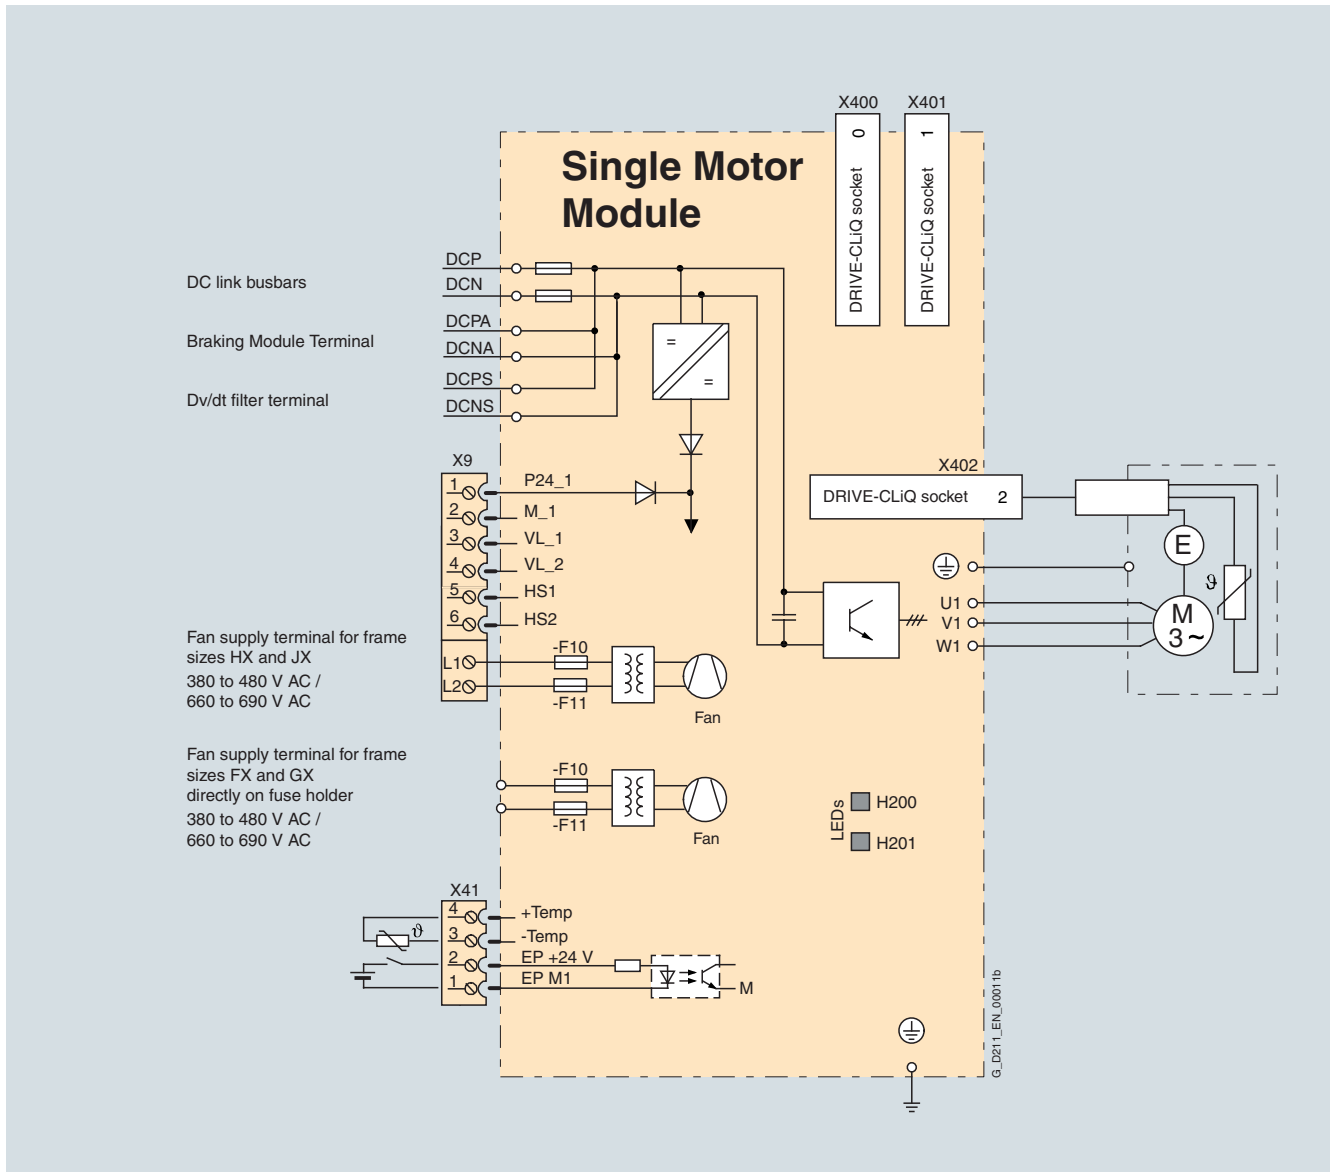 X400
X401
0
1
DRIVE-CLiQ socket
DRIVE-CLiQ socket
Single Motor
Module
DCP
DC link busbars
DCN
DCPA
Braking Module Terminal
DCNA
DCPS
Dv/dt filter terminal
DCNS
=
=
X9
1
P24_1
2
M_1
3
VL_1
4
VL_2
5
HS1
6
HS2
X402
DRIVE-CLiQ socket 2
E
ϑ
U1
V1
W1
M
3~
Fan supply terminal for frame
sizes HX and JX
380 to 480 V AC /
660 to 690 V AC
L1
L2
-F10
-F11
Fan
Fan supply terminal for frame
sizes FX and GX
directly on fuse holder
380 to 480 V AC /
660 to 690 V AC
-F10
-F11
Fan
LEDs
H200
H201
X41
4
+Temp
ϑ
3
-Temp
2
EP +24 V
1
EP M1
M
G_D211_EN_00011b